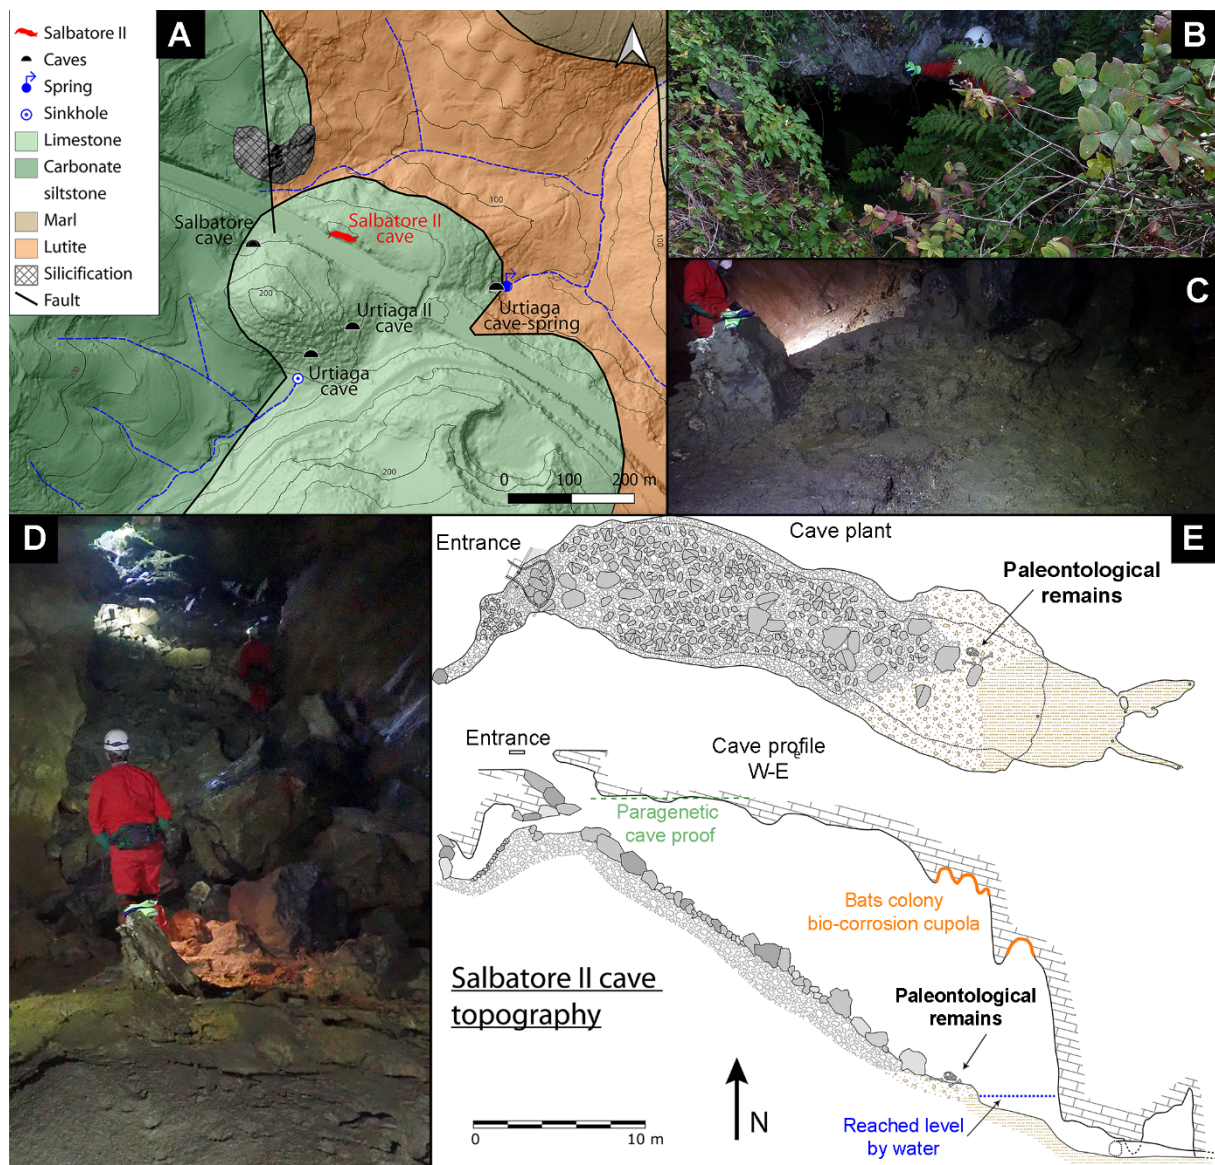 A
Salbatore II
Caves
Spring
Sinkhole
Limestone
Carbonate
siltstone
Marl
Lutite
Silicification
Fault
100
100
200
200
200
Salbatore
cave
Salbatore II
cave
Urtiaga II
cave
Urtiaga
cave-spring
Urtiaga
cave
0 100 200 m
B
C
D
E
Entrance
Cave plant
Paleontological
remains
Entrance
Cave profile
e
W-E
Paragenetic
cave proof
Bats colony
bio-corrosion cupola
Salbatore II cave
topography
Paleontological
remains
N
Reached level
by water
0 10 m